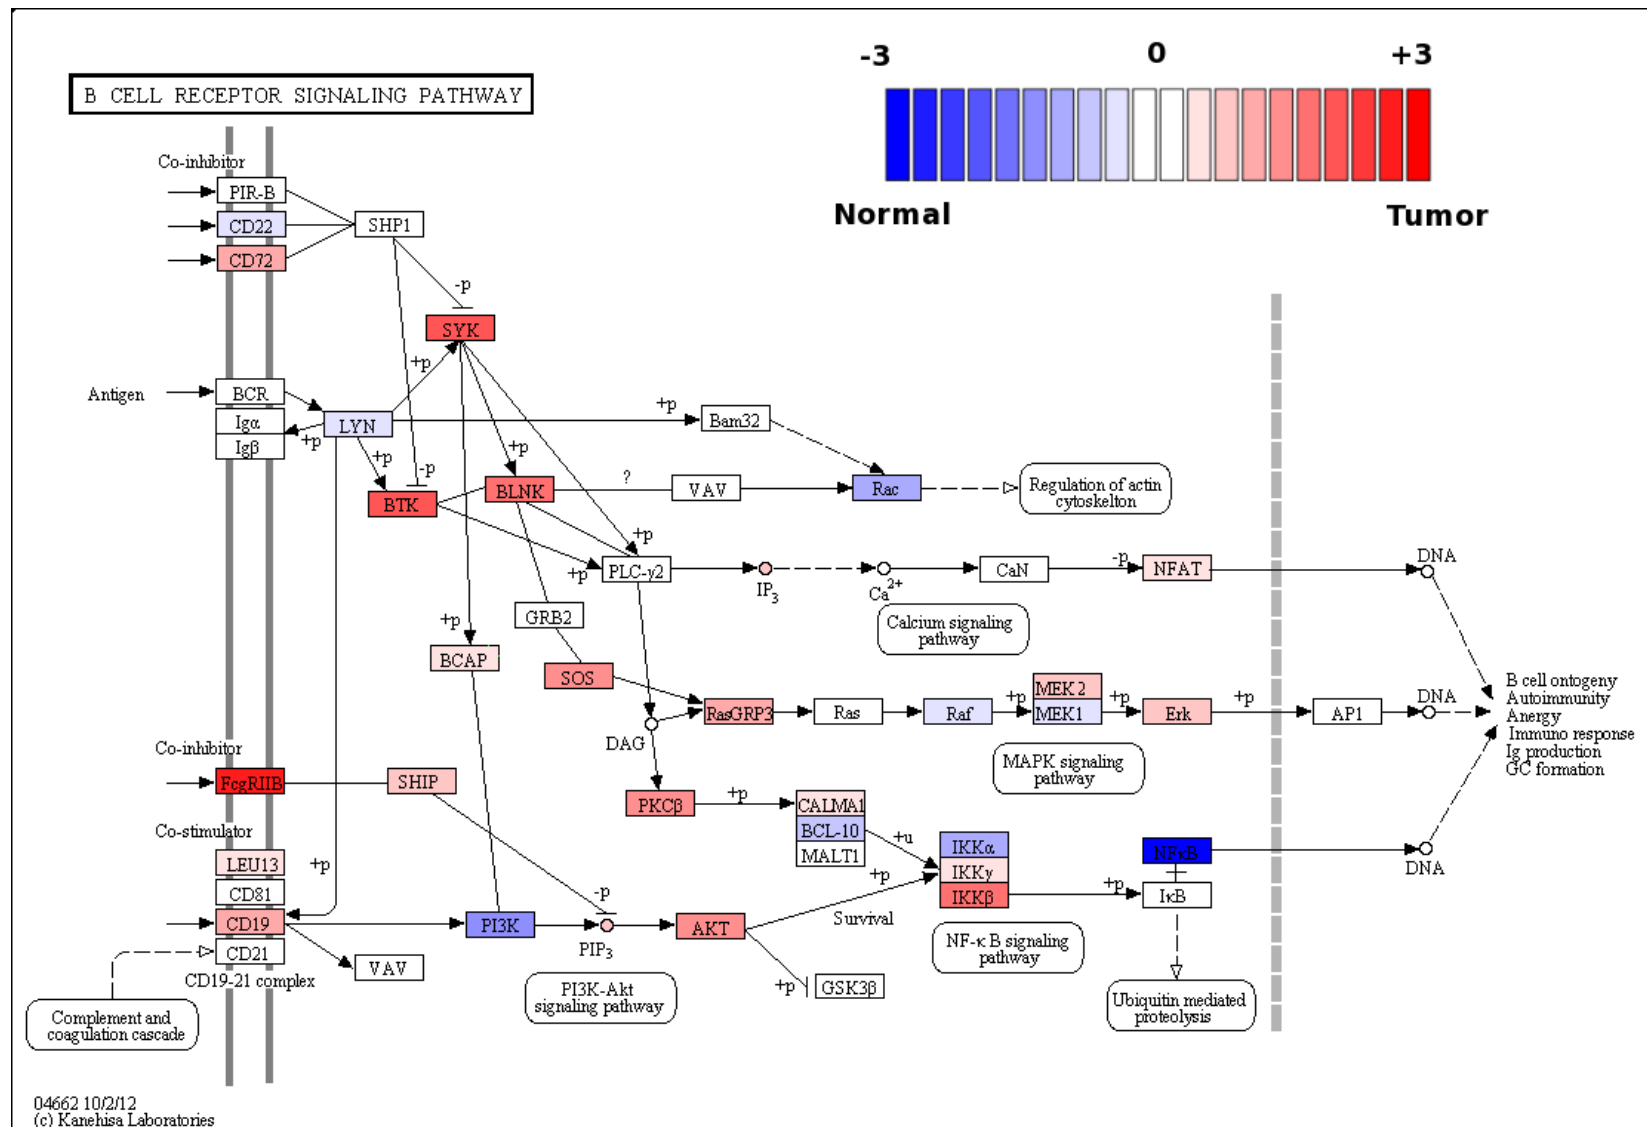 -3
0
+3
B CELL RECEPTOR SIGNALING PATHWAY
Normal
Tumor
Co-inhibitor
PIR-B
CD22
SHP1
CD72
-p
SYK
+p
Antigen
BCR
+p
Igα
LYN
Bam32
Igβ
+p
+p
-p
+p
?
BTK
BLNK
VAV
Rac
Regulation of actin
cytoskelton
+p
+p
PLC-γ2
IP3
Ca2+
CaN
-p
NFAT
DNA
GRB2
Calcium signaling
pathway
+p
BCAP
SOS
MEK2
RasGRP3
Ras
Raf
+p
MEK1
+p
Erk
+p
AP1
DNA
DAG
B cell ontogeny
Autoimmunity
Anergy
Immuno response
Ig production
GC formation
MAPK signaling
pathway
Co-inhibitor
FcgRIIB
SHIP
PKCβ
+p
CALMA1
BCL-10
MALT1
+u
Co-stimulator
LEU13
+p
CD81
CD19
CD21
CD19-21 complex
VAV
PI3K
-p
PIP3
AKT
+p
Survival
IKKα
IKKγ
IKKβ
+p
NFκB
IκB
DNA
NF-κ B signaling
pathway
PI3K-Akt
signaling pathway
+p
GSK3β
Ubiquitin mediated
proteolysis
Complement and
coagulation cascade
04662 10/2/12
(c) Kanehisa Laboratories